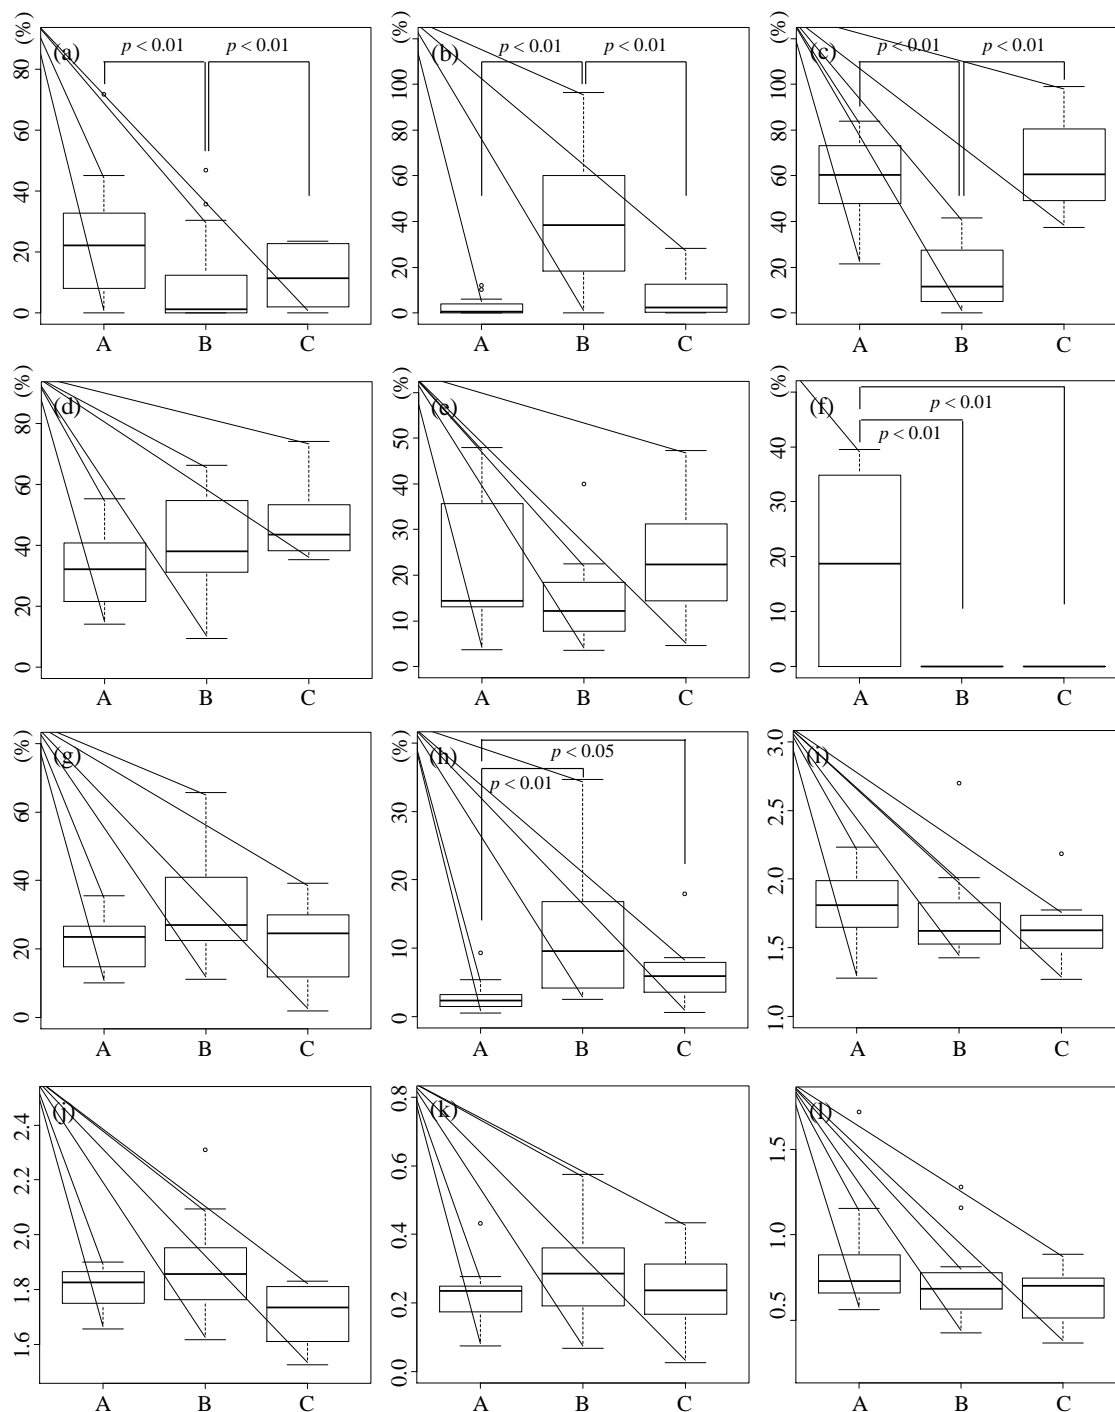 (%) (%) (%)
(a) p < 0.01 p < 0.01
0 20 40 60 80
A B C
(b) p < 0.01 p < 0.01
0 20 40 60 80 100
A B C
(c) p < 0.01 p < 0.01
0 20 40 60 80 100
A B C
(%) (%) (%)
(d)
0 20 40 60 80
A B C
(e)
0 10 20 30 40 50
A B C
(f) p < 0.01
p < 0.01
0 10 20 30 40
A B C
(%) (%)
(g)
0 20 40 60
A B C
(h) p < 0.05
p < 0.01
0 10 20 30
A B C
(i)
1.0 1.5 2.0 2.5 3.0
A B C
(j)
1.6 1.8 2.0 2.2 2.4
A B C
(k)
0.0 0.2 0.4 0.6 0.8
A B C
(l)
0.5 1.0 1.5
A B C